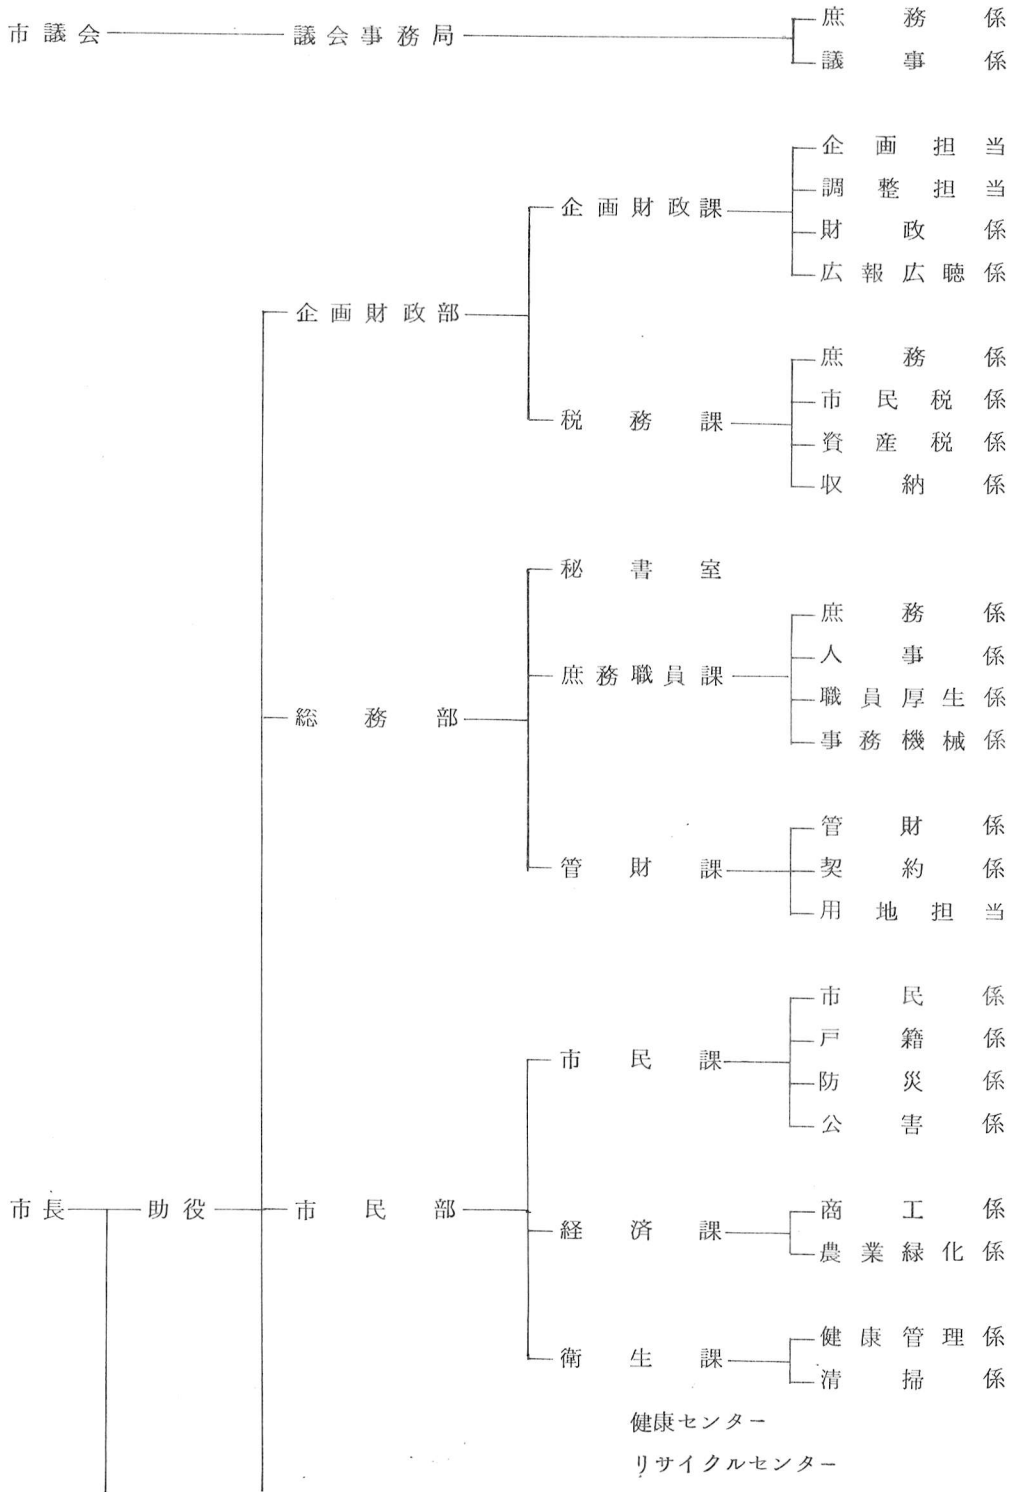 市議会 議会事務局 庶務係
議事係
企画担当
調整担当
企画財政課
財政係
広報広聴係
企画財政部
庶務係
市民税係
税務課
資産税係
収納係
秘書室
庶務係
人事係
庶務職員課
職員厚生係
総務部
事務機械係
管財係
管財課 契約係
用地担当
市民係
戸籍係
市民課
防災係
公害係
市長 助役 市民部 商工係
経済課
農業緑化係
健康管理係
衛生課
清掃係
健康センター
リサイクルセンター